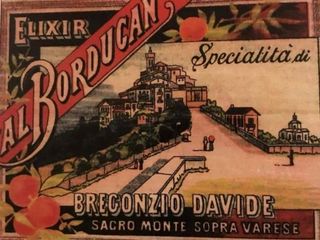 ELIXIR
AL BORDUCAN
Specialità di
BREGONZIO DAVIDE
SACRO MONTE SOPRA VARESE